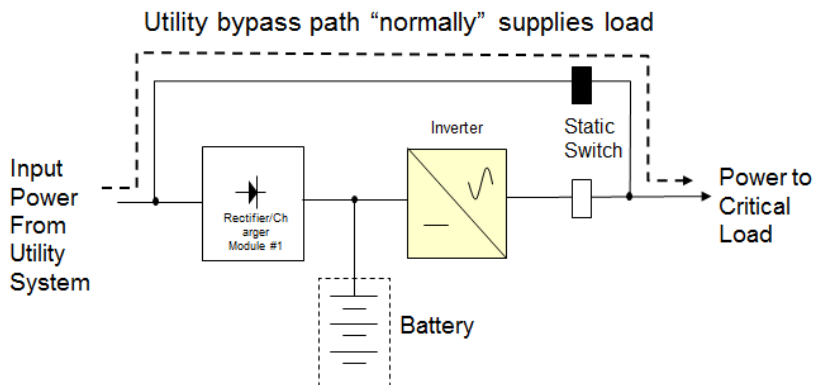 Utility bypass path “normally” supplies load
Inverter
Static
Switch
Input
Power
From
Utility
System
Rectifier/Ch
arger
Module #1
Power to
Critical
Load
Battery